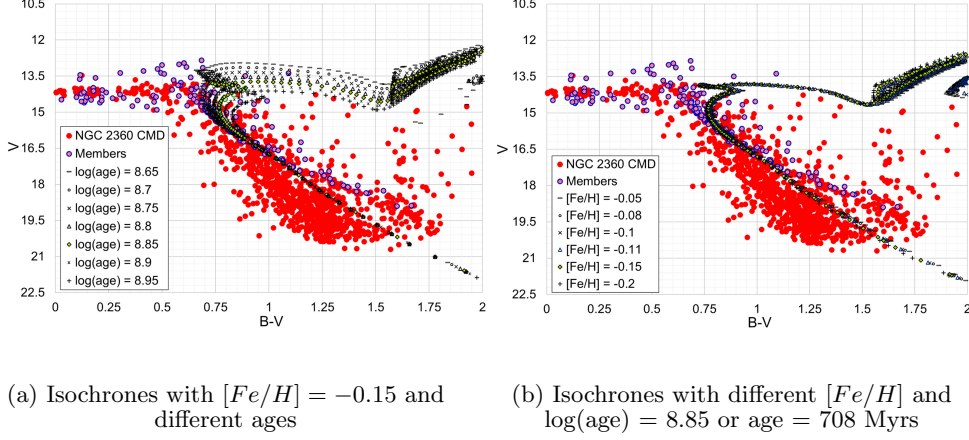 10.5
12
13.5
15
16.5
18
19.5
21
22.5
V
0
0.25
0.5
0.75
1
1.25
1.5
1.75
2
B-V
NGC 2360 CMD
Members
log(age) = 8.65
log(age) = 8.7
log(age) = 8.75
log(age) = 8.8
log(age) = 8.85
log(age) = 8.9
log(age) = 8.95
10.5
12
13.5
15
16.5
18
19.5
21
22.5
V
0
0.25
0.5
0.75
1
1.25
1.5
1.75
2
B-V
NGC 2360 CMD
Members
[Fe/H] = -0.05
[Fe/H] = -0.08
[Fe/H] = -0.1
[Fe/H] = -0.11
[Fe/H] = -0.15
[Fe/H] = -0.2
(a) Isochrones with [Fe/H] = −0.15 and
different ages
(b) Isochrones with different [Fe/H] and
log(age) = 8.85 or age = 708 Myrs